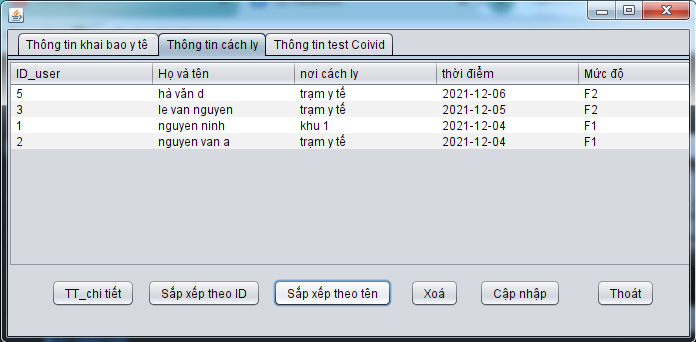 Thông tin khai bao y tê Thông tin cách ly Thông tin test Coivid
ID_user Họ và tên nơi cách ly thời điểm Mức độ
5 hà văn d trạm y tế 2021-12-06 F2
3 le van nguyen trạm y tế 2021-12-05 F2
1 nguyen ninh khu 1 2021-12-04 F1
2 nguyen van a trạm y tế 2021-12-04 F1
TT_chi tiết Sắp xếp theo ID Sắp xếp theo tên Xoá Cập nhập Thoát